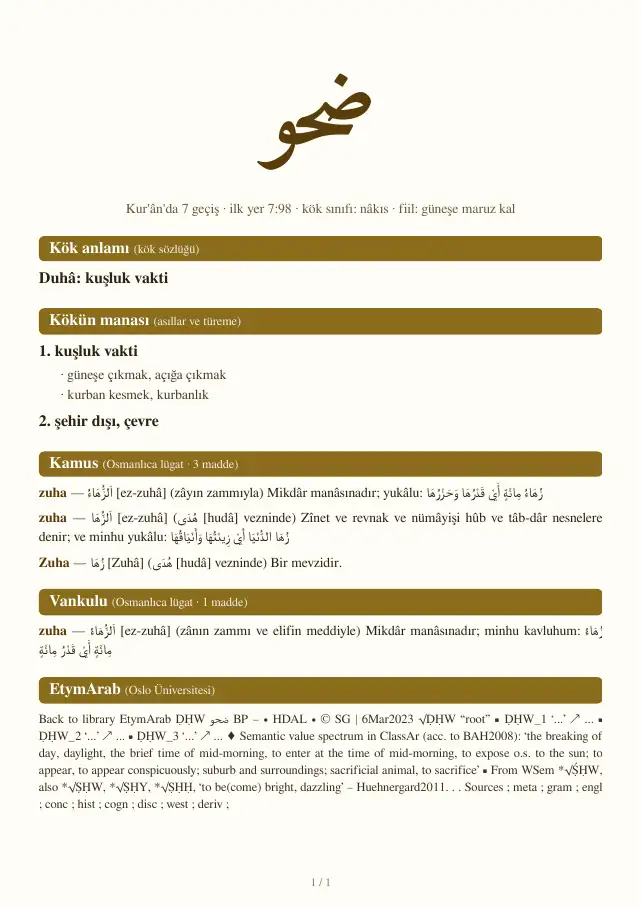 ضحو
Kur'ân'da 7 geçiş · ilk yer 7:98 · kök sınıfı: nâkıs · fiil: güneşe maruz kal
Kök anlamı (kök sözlüğü)
Duhâ: kuşluk vakti
Kökün manası (asıllar ve türeme)
1. kuşluk vakti
· güneşe çıkmak, açığa çıkmak
· kurban kesmek, kurbanlık
2. şehir dışı, çevre
Kamus (Osmanlıca lügat · 3 madde)
zuha — اَلزُّهَاءُ [ez-zuhâ] (zâyın zammıyla) Mikdâr manâsınadır; yukâlu: زُهَاءُ مِائَةٍ أَيْ قَدْرُهَا وَحَزْرُهَا
zuha — اَلزُّهَا [ez-zuhâ] (هُدَى [hudâ] vezninde) Zînet ve revnak ve nümâyişi hûb ve tâb-dâr nesnelere
denir; ve minhu yukâlu: زُهَا الدُّنْيَا أَيْ زِينَتُهَا وَأَنْيَاقُهَا
Zuha — زُهَا [Zuhâ] (هُدَى [hudâ] vezninde) Bir mevzidir.
Vankulu (Osmanlıca lügat · 1 madde)
zuha — اَلزُّهَاءُ [ez-zuhâ] (zânın zammı ve elifin meddiyle) Mikdâr manâsınadır; minhu kavluhum: زُهَاءُ
مِائَةٍ أَيْ قَدْرُ مِائَةٍ
EtymArab (Oslo Üniversitesi)
Back to library EtymArab ḌḤW ضحو BP – • HDAL • © SG | 6Mar2023 √ḌḤW “root” ▪ ḌḤW_1 ‘...’ ↗ ... ▪
ḌḤW_2 ‘...’ ↗ ... ▪ ḌḤW_3 ‘...’ ↗ ... ♦ Semantic value spectrum in ClassAr (acc. to BAH2008): ‘the breaking of
day, daylight, the brief time of mid-morning, to enter at the time of mid-morning, to expose o.s. to the sun; to
appear, to appear conspicuously; suburb and surroundings; sacrificial animal, to sacrifice’ ▪ From WSem *√ṢḤW,
also *√ṢḤW, *√ṢḤY, *√ṢḤḤ, ‘to be(come) bright, dazzling’ – Huehnergard2011. . . Sources ; meta ; gram ; engl
; conc ; hist ; cogn ; disc ; west ; deriv ;
1 / 1